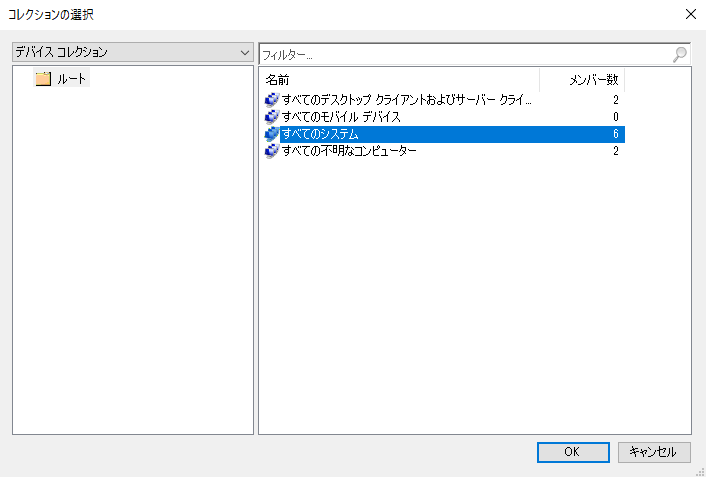 コレクションの選択
デバイス コレクション
フィルター...
ルート
名前 メンバー数
すべてのデスクトップ クライアントおよびサーバー クライ... 2
すべてのモバイル デバイス 0
すべてのシステム 6
すべての不明なコンピューター 2
OK キャンセル